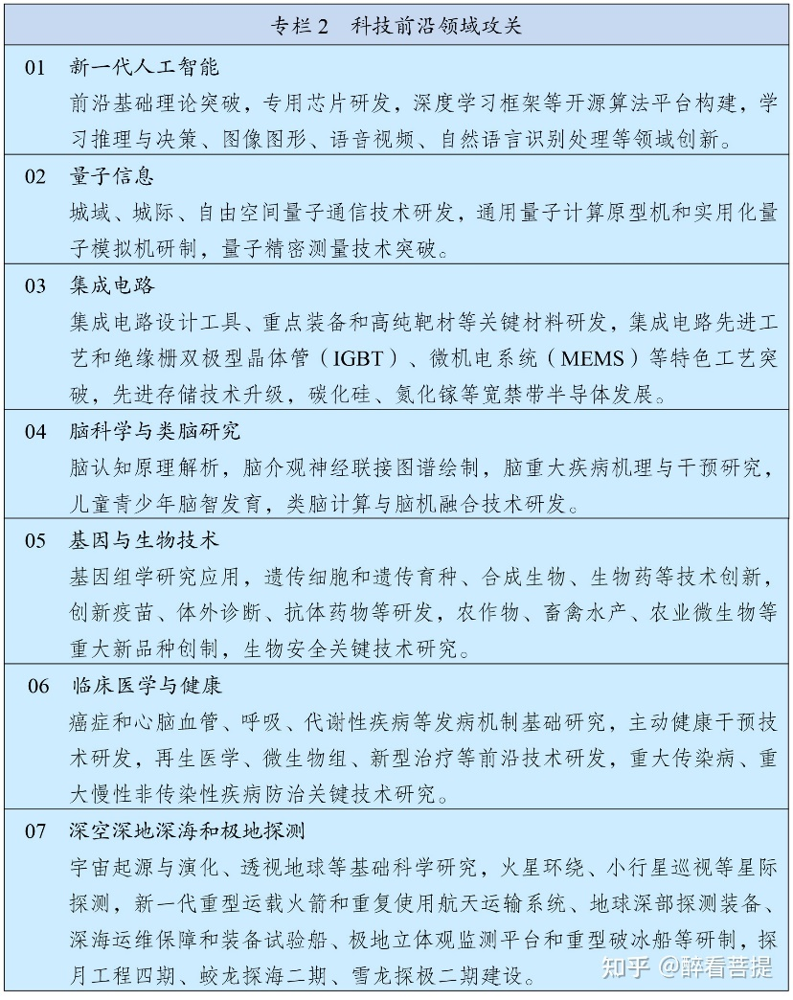 专栏2 科技前沿领域攻关
01 新一代人工智能
前沿基础理论突破，专用芯片研发，深度学习框架等开源算法平台构建，学
习推理与决策、图像图形、语音视频、自然语言识别处理等领域创新。
02 量子信息
城域、城际、自由空间量子通信技术研发，通用量子计算原型机和实用化量
子模拟机研制，量子精密测量技术突破。
03 集成电路
集成电路设计工具、重点装备和高纯靶材等关键材料研发，集成电路先进工
艺和绝缘栅双极型晶体管（IGBT）、微机电系统（MEMS）等特色工艺突
破，先进存储技术升级，碳化硅、氮化镓等宽禁带半导体发展。
04 脑科学与类脑研究
脑认知原理解析，脑介观神经联接图谱绘制，脑重大疾病机理与干预研究，
儿童青少年脑智发育，类脑计算与脑机融合技术研发。
05 基因与生物技术
基因组学研究应用，遗传细胞和遗传育种、合成生物、生物药等技术创新，
创新疫苗、体外诊断、抗体药物等研发，农作物、畜禽水产、农业微生物等
重大新品种创制，生物安全关键技术研究。
06 临床医学与健康
癌症和心脑血管、呼吸、代谢性疾病等发病机制基础研究，主动健康干预技
术研发，再生医学、微生物组、新型治疗等前沿技术研发，重大传染病、重
大慢性非传染性疾病防治关键技术研究。
07 深空深地深海和极地探测
宇宙起源与演化、透视地球等基础科学研究，火星环绕、小行星巡视等星际
探测，新一代重型运载火箭和重复使用航天运输系统、地球深部探测装备、
深海运维保障和装备试验船、极地立体观监测平台和重型破冰船等研制，探
月工程四期、蛟龙探海二期、雪龙探极二期建设。
知乎 @醉看菩提